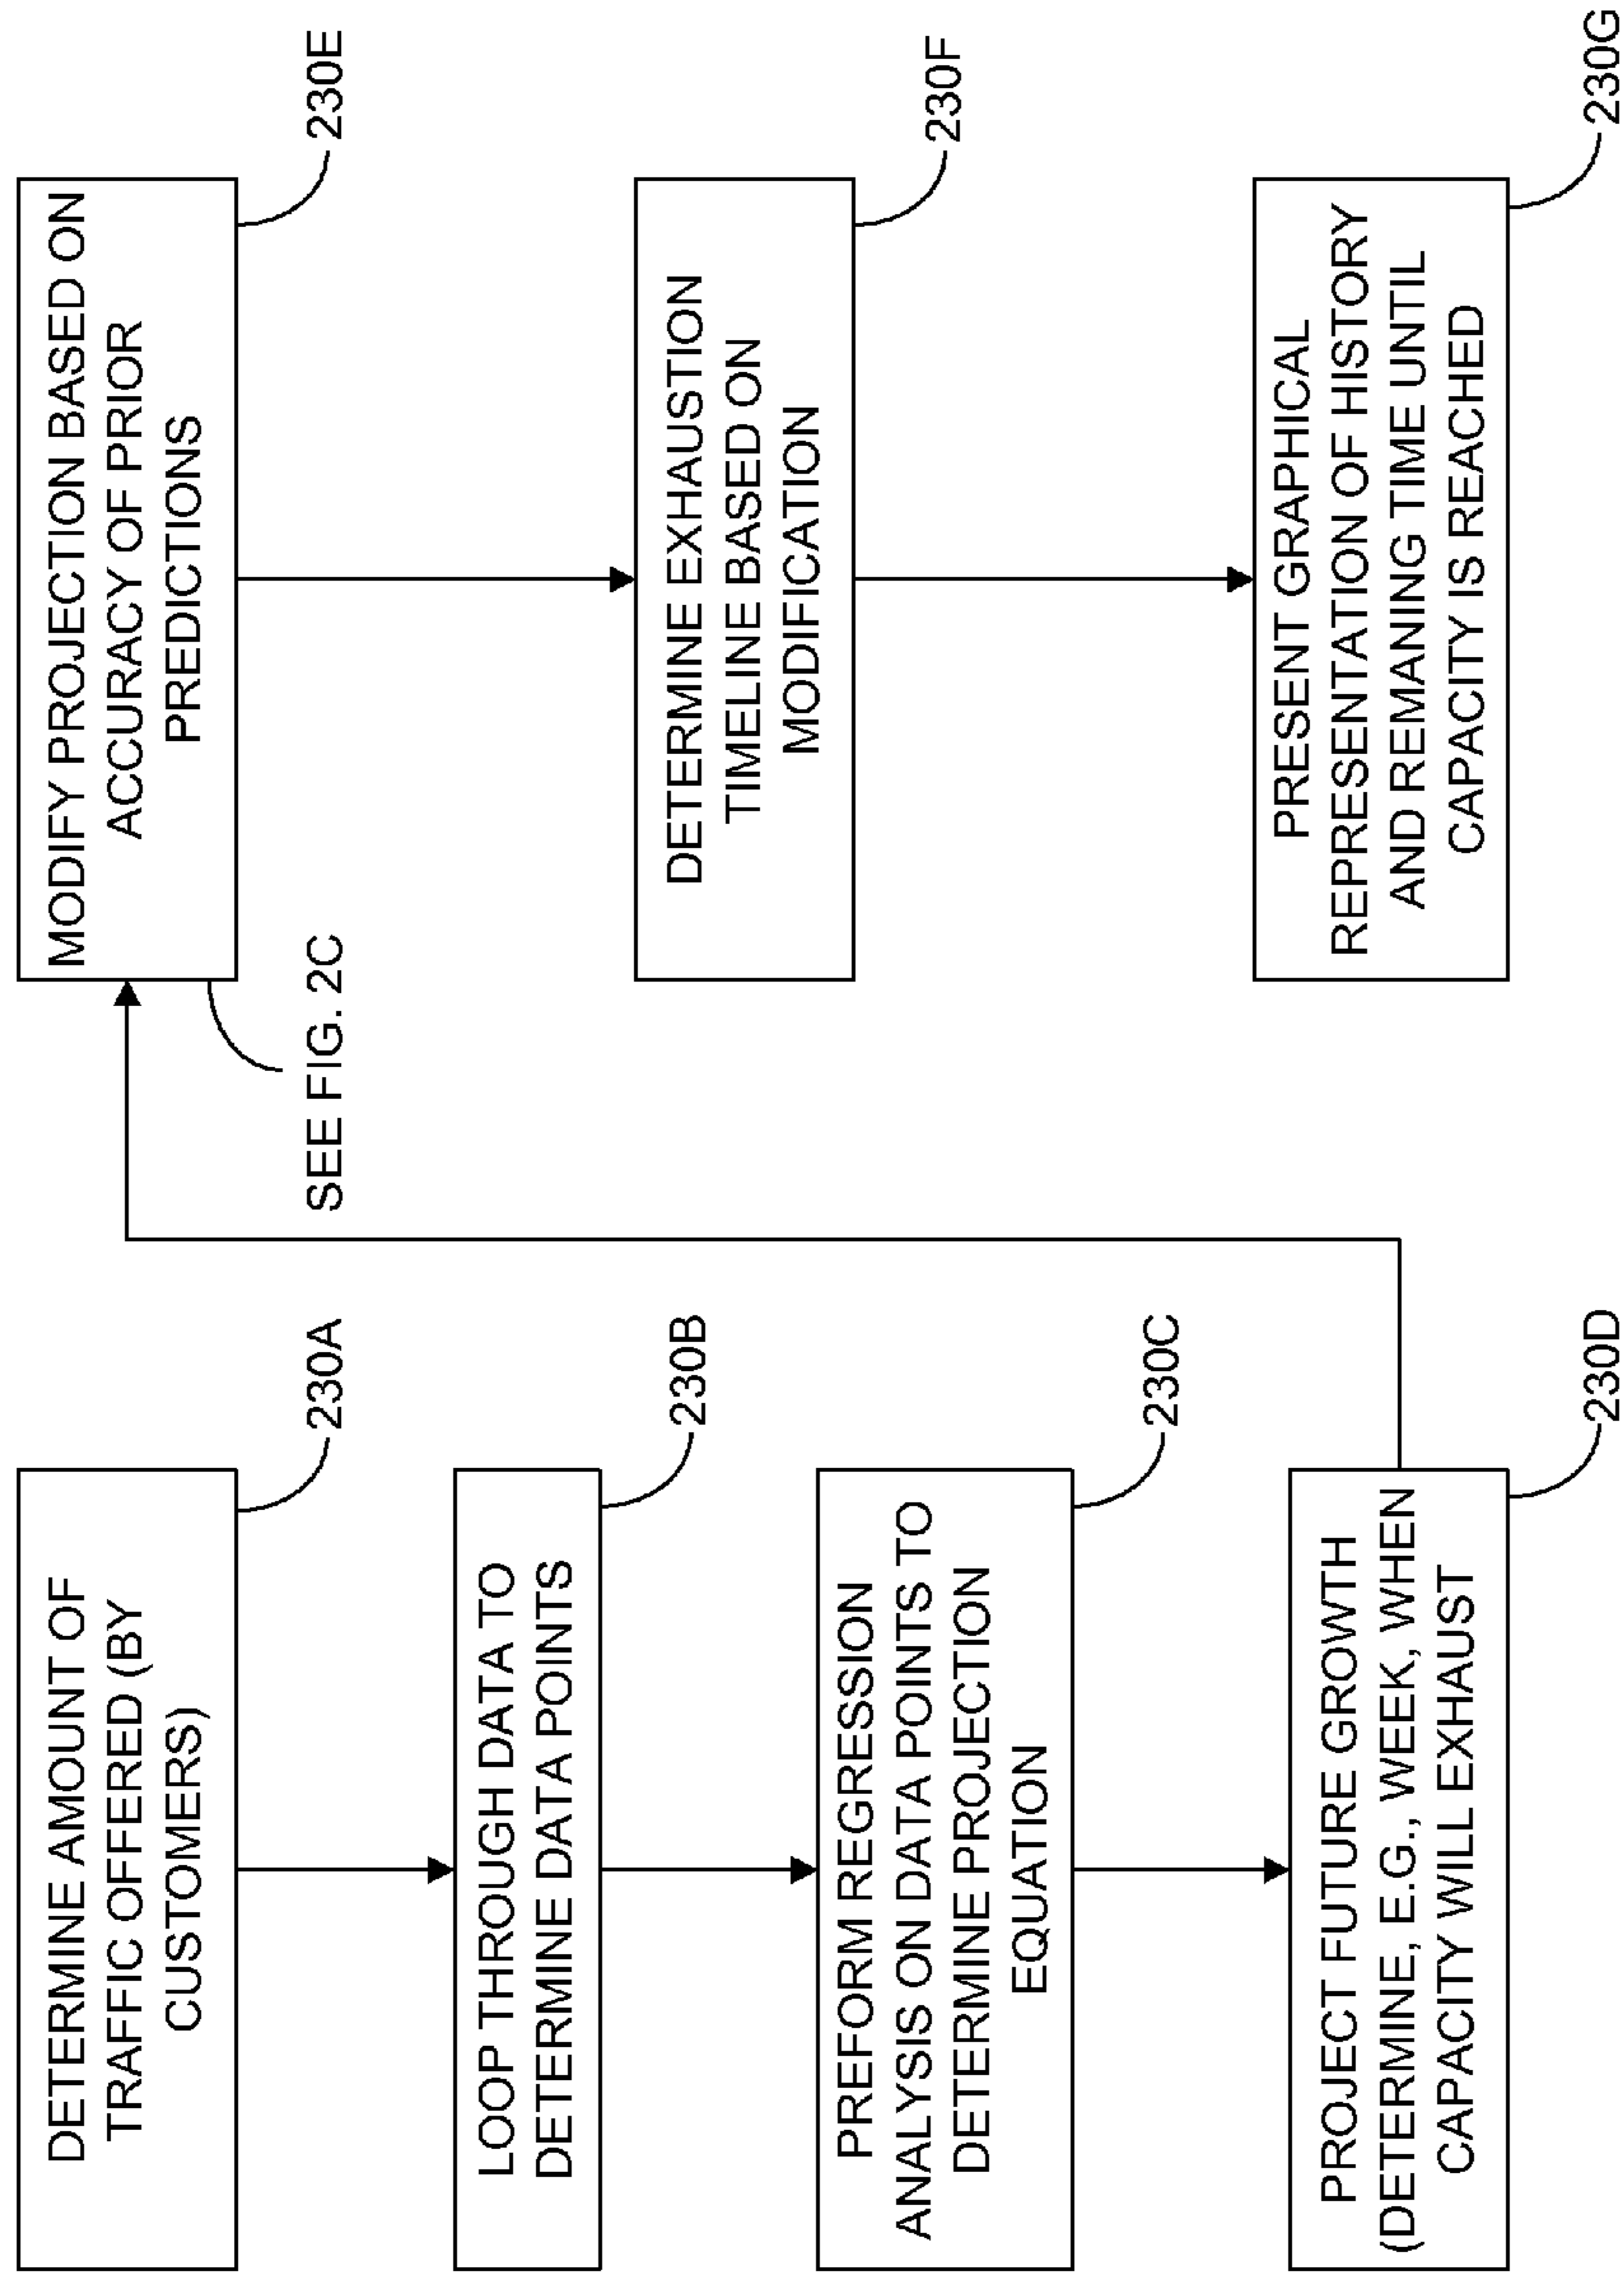 DETERMINE AMOUNT OF
TRAFFIC OFFERED (BY
CUSTOMERS)
230A
LOOP THROUGH DATA TO
DETERMINE DATA POINTS
230B
PREFORM REGRESSION
ANALYSIS ON DATA POINTS TO
DETERMINE PROJECTION
EQUATION
230C
PROJECT FUTURE GROWTH
(DETERMINE, E.G., WEEK, WHEN
CAPACITY WILL EXHAUST
230D
MODIFY PROJECTION BASED ON
ACCURACY OF PRIOR
PREDICTIONS
230E
SEE FIG. 2C
DETERMINE EXHAUSTION
TIMELINE BASED ON
MODIFICATION
230F
PRESENT GRAPHICAL
REPRESENTATION OF HISTORY
AND REMANING TIME UNTIL
CAPACITY IS REACHED
230G